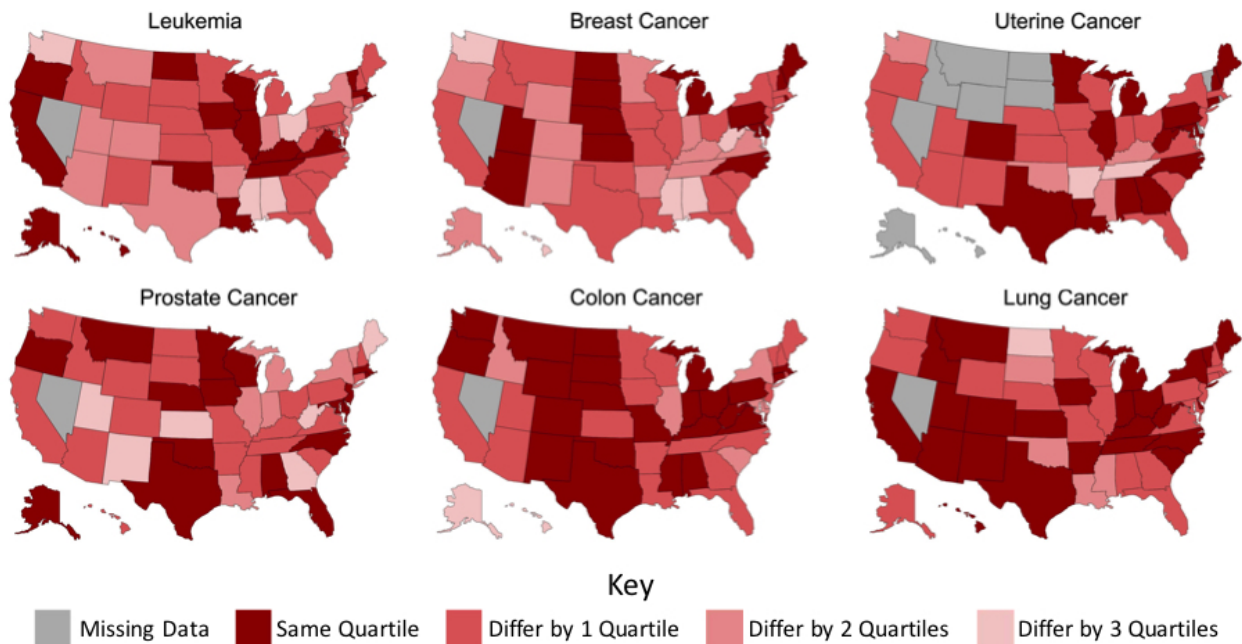 Leukemia
Breast Cancer
Uterine Cancer
Prostate Cancer
Colon Cancer
Lung Cancer
Key
Missing Data
Same Quartile
Differ by 1 Quartile
Differ by 2 Quartiles
Differ by 3 Quartiles